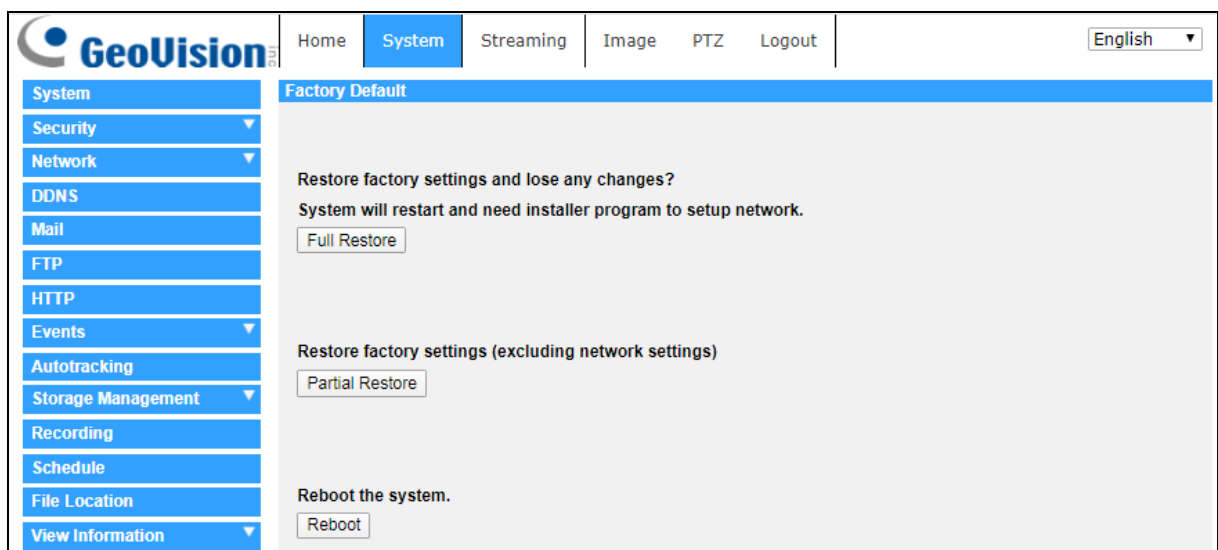 GeoVision Inc
Home System Streaming Image PTZ Logout English
System
Security
Network
DDNS
Mail
FTP
HTTP
Events
Autotracking
Storage Management
Recording
Schedule
File Location
View Information
Factory Default
Restore factory settings and lose any changes?
System will restart and need installer program to setup network.
Full Restore
Restore factory settings (excluding network settings)
Partial Restore
Reboot the system.
Reboot